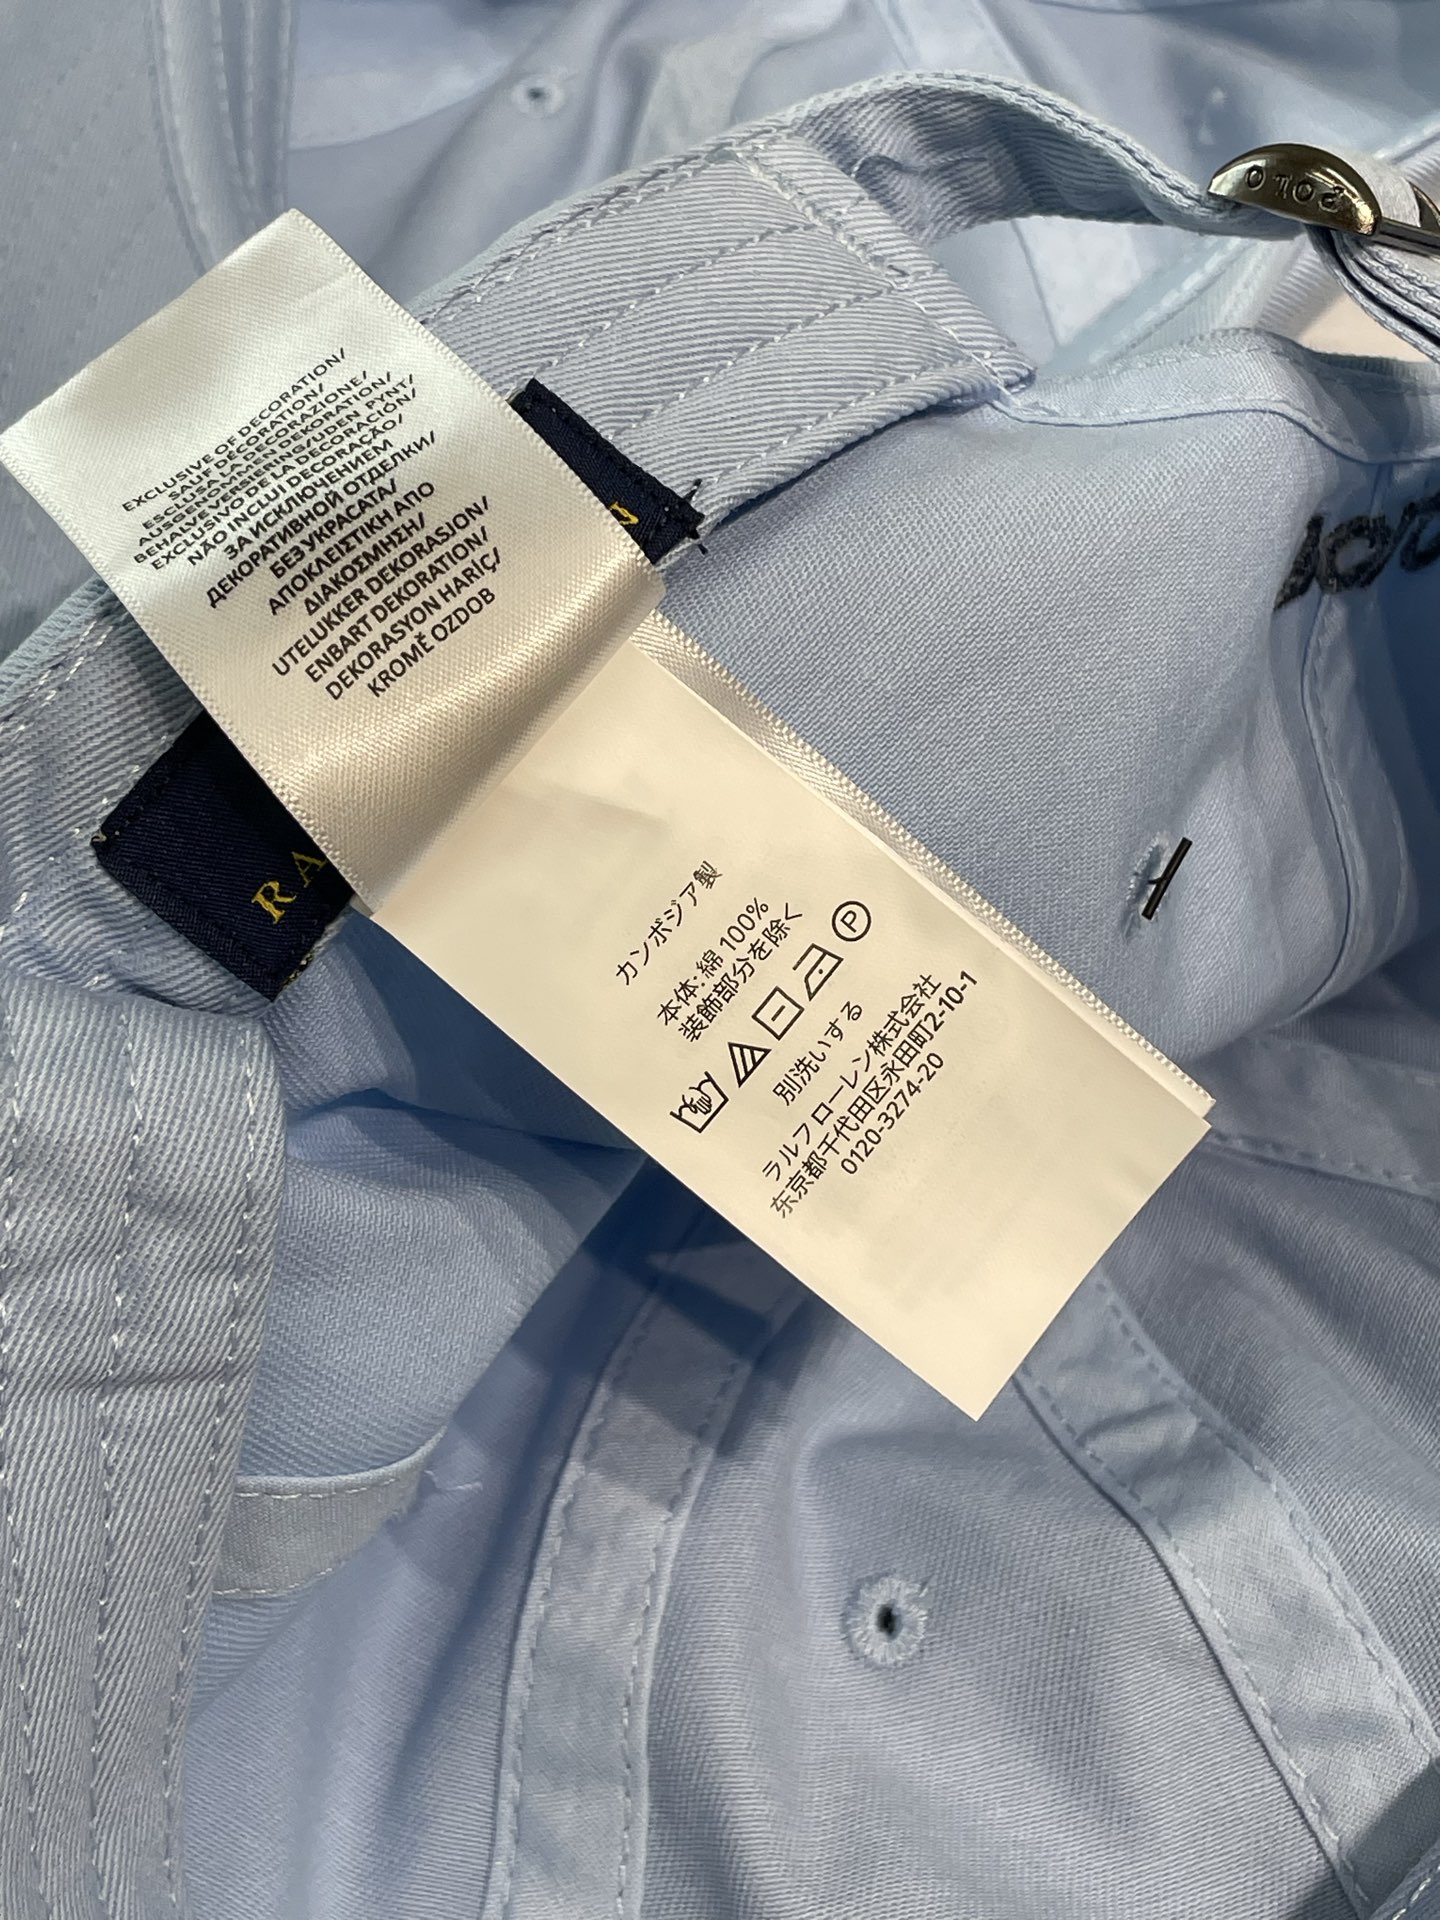 POLO
EXCLUSIVE OF DECORATION/
SAUF DÉCORATION/
ESCLUSA LA DECORAZIONE/
AUSGENOMMEN DEKORATION/
BEHALVE VERSIERING/UDEN PYNT/
EXCLUSIVO DE LA DECORACIÓN/
NÃO INCLUI DECORAÇÃO/
ЗА ИСКЛЮЧЕНИЕМ
ДЕКОРАТИВНОЙ ОТДЕЛКИ/
БЕЗ УКРАСАТА/
ΑΠΟΚΛΕΙΣΤΙΚΗ ΑΠΟ
ΔΙΑΚΟΣΜΗΣΗ/
UTELUKKER DEKORASJON/
ENBART DEKORATION/
DEKORASYON HARİÇ/
KROMĚ OZDOB
RA
カンボジア製
本体:綿 100%
装飾部分を除く
P
別洗いする
ラルフ ローレン株式会社
东京都千代田区永田町2-10-1
0120-3274-20